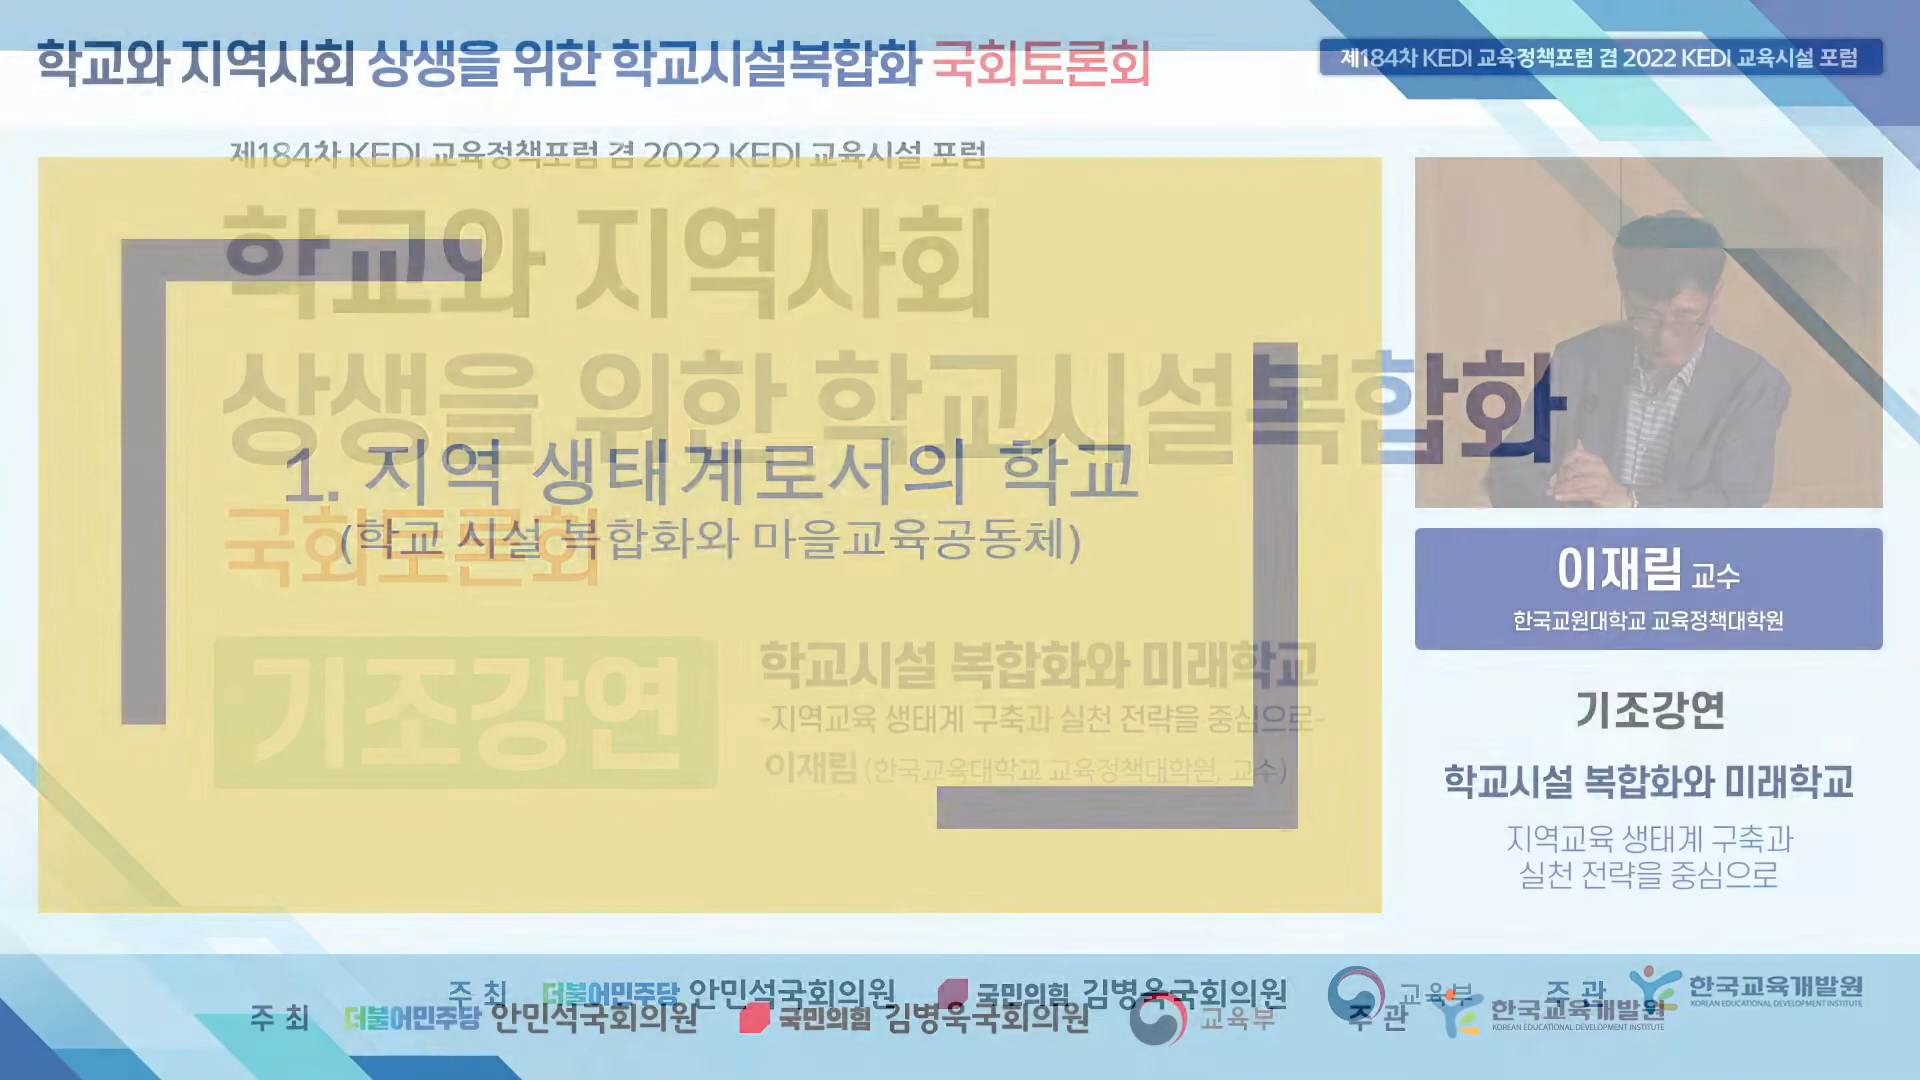 학교와 지역사회 상생을 위한 학교시설복합화 국회토론회
제184차 KEDI 교육정책포럼 겸 2022 KEDI 교육시설 포럼
제184차 KEDI 교육정책포럼 겸 2022 KEDI 교육시설 포럼
학교와 지역사회
상생을 위한 학교시설복합화
국회토론회
1. 지역 생태계로서의 학교
(학교 시설 복합화와 마을교육공동체)
기조강연
학교시설 복합화와 미래학교
-지역교육 생태계 구축과 실천 전략을 중심으로-
이재림 (한국교육대학교 교육정책대학원, 교수)
이재림 교수
한국교원대학교 교육정책대학원
기조강연
학교시설 복합화와 미래학교
지역교육 생태계 구축과
실천 전략을 중심으로
주 최 더불어민주당 안민석국회의원 국민의힘 김병욱국회의원 교육부 주 관 한국교육개발원
KOREAN EDUCATIONAL DEVELOPMENT INSTITUTE
주 최 더불어민주당 안민석국회의원 국민의힘 김병욱국회의원 교육부 주 관 한국교육개발원
KOREAN EDUCATIONAL DEVELOPMENT INSTITUTE